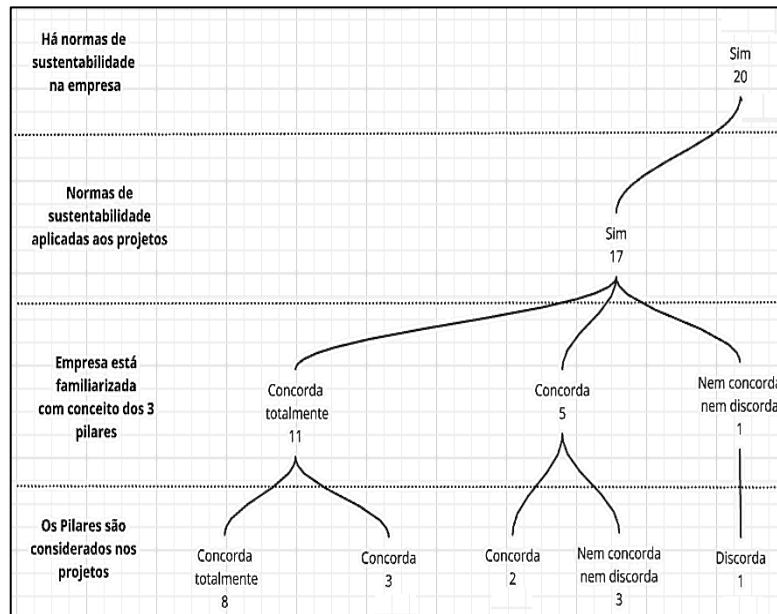 Há normas de
sustentabilidade
na empresa
Sim
20
Normas de
sustentabilidade
aplicadas aos projetos
Sim
17
Empresa está
familiarizada
com conceito dos 3
pilares
Concorda
totalmente
11
Concorda
5
Nem concorda
nem discorda
1
Os Pilares são
considerados nos
projetos
Concorda
totalmente
8
Concorda
3
Concorda
2
Nem concorda
nem discorda
3
Discorda
1